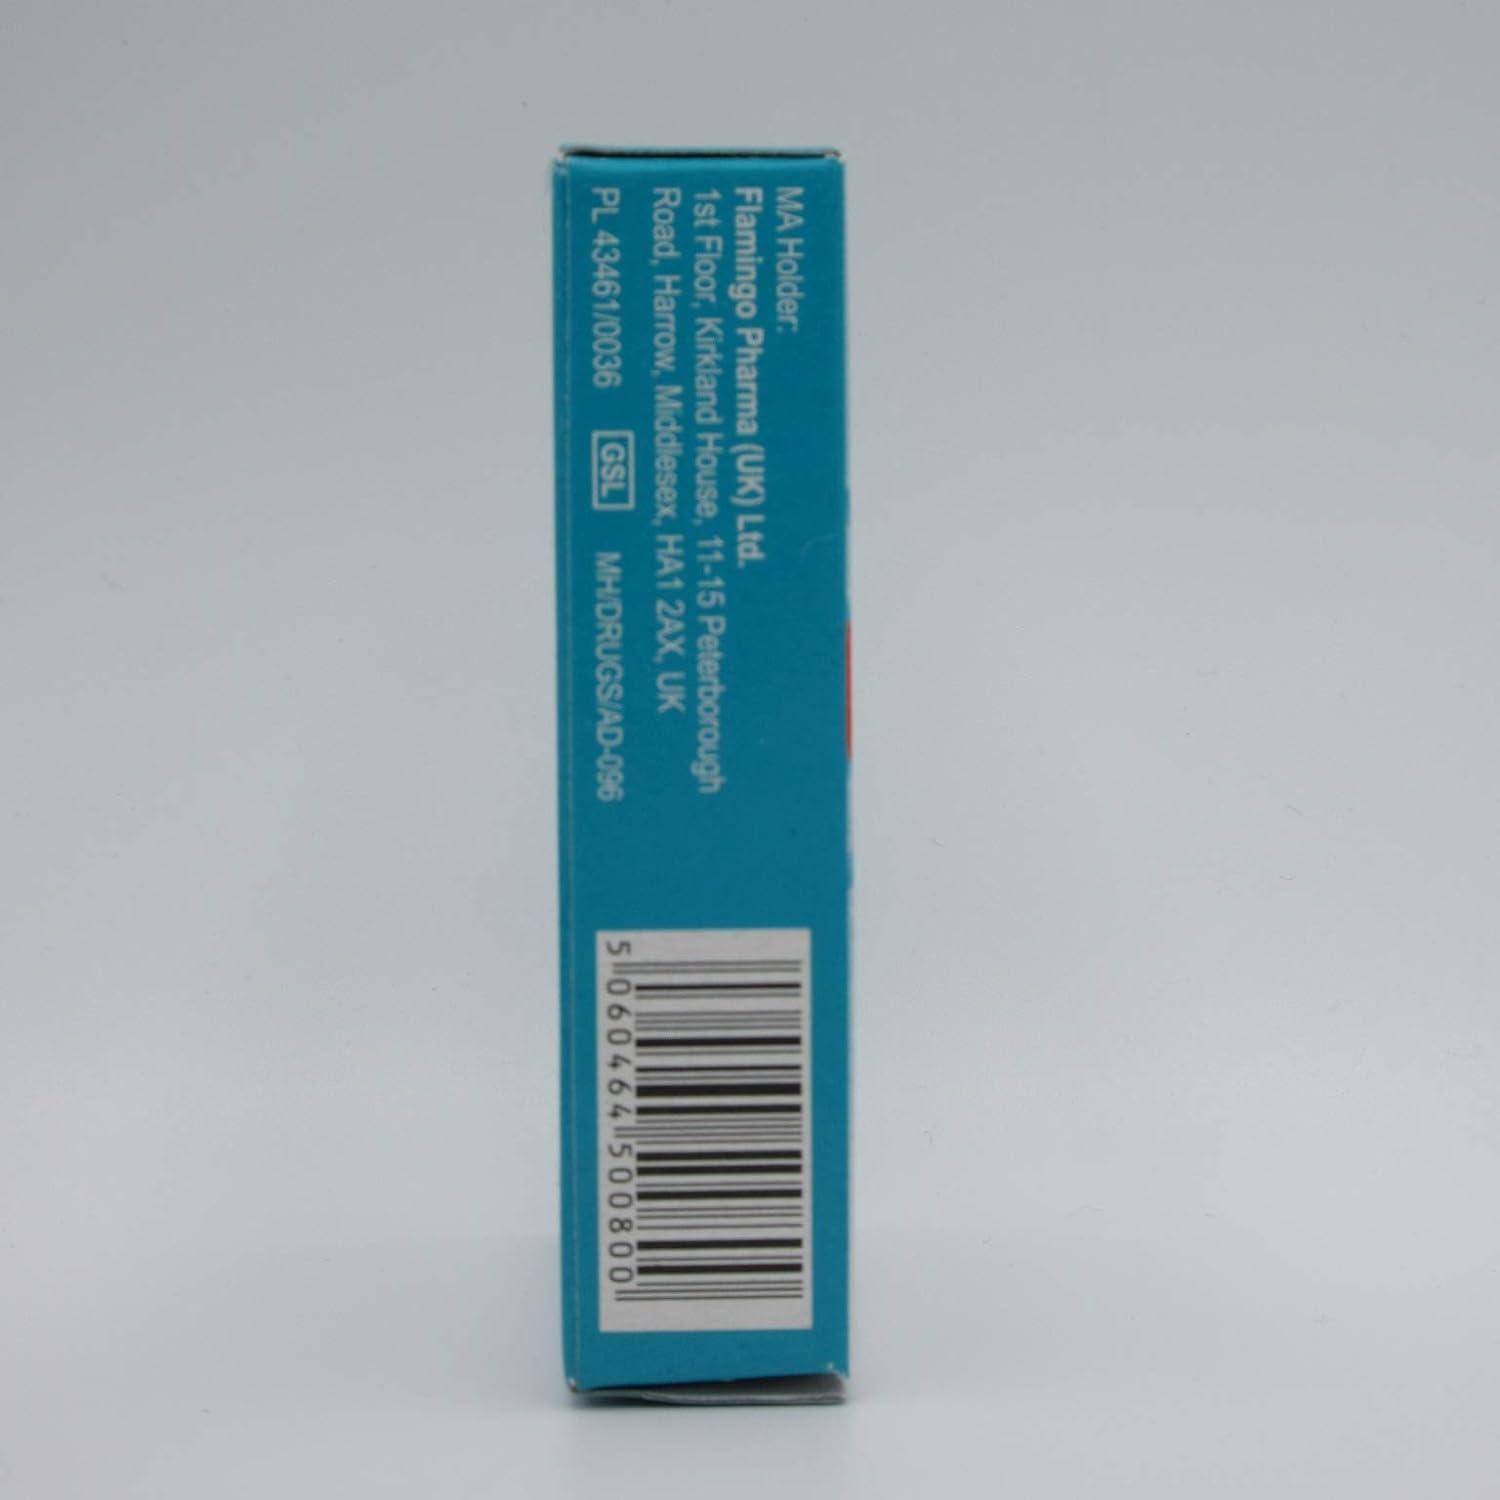 MA Holder:
Flamingo Pharma (UK) Ltd.
1st Floor, Kirkland House, 11-15 Peterborough
Road, Harrow, Middlesex, HA1 2AX, UK
PL 43461/0036 GSL MH/DRUGS/AD-096
5 060464 500800